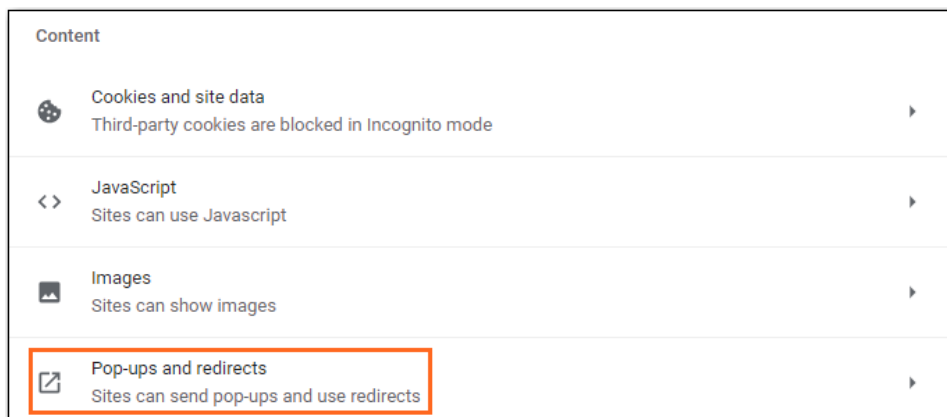 Content
Cookies and site data
Third-party cookies are blocked in Incognito mode
JavaScript
Sites can use Javascript
Images
Sites can show images
Pop-ups and redirects
Sites can send pop-ups and use redirects